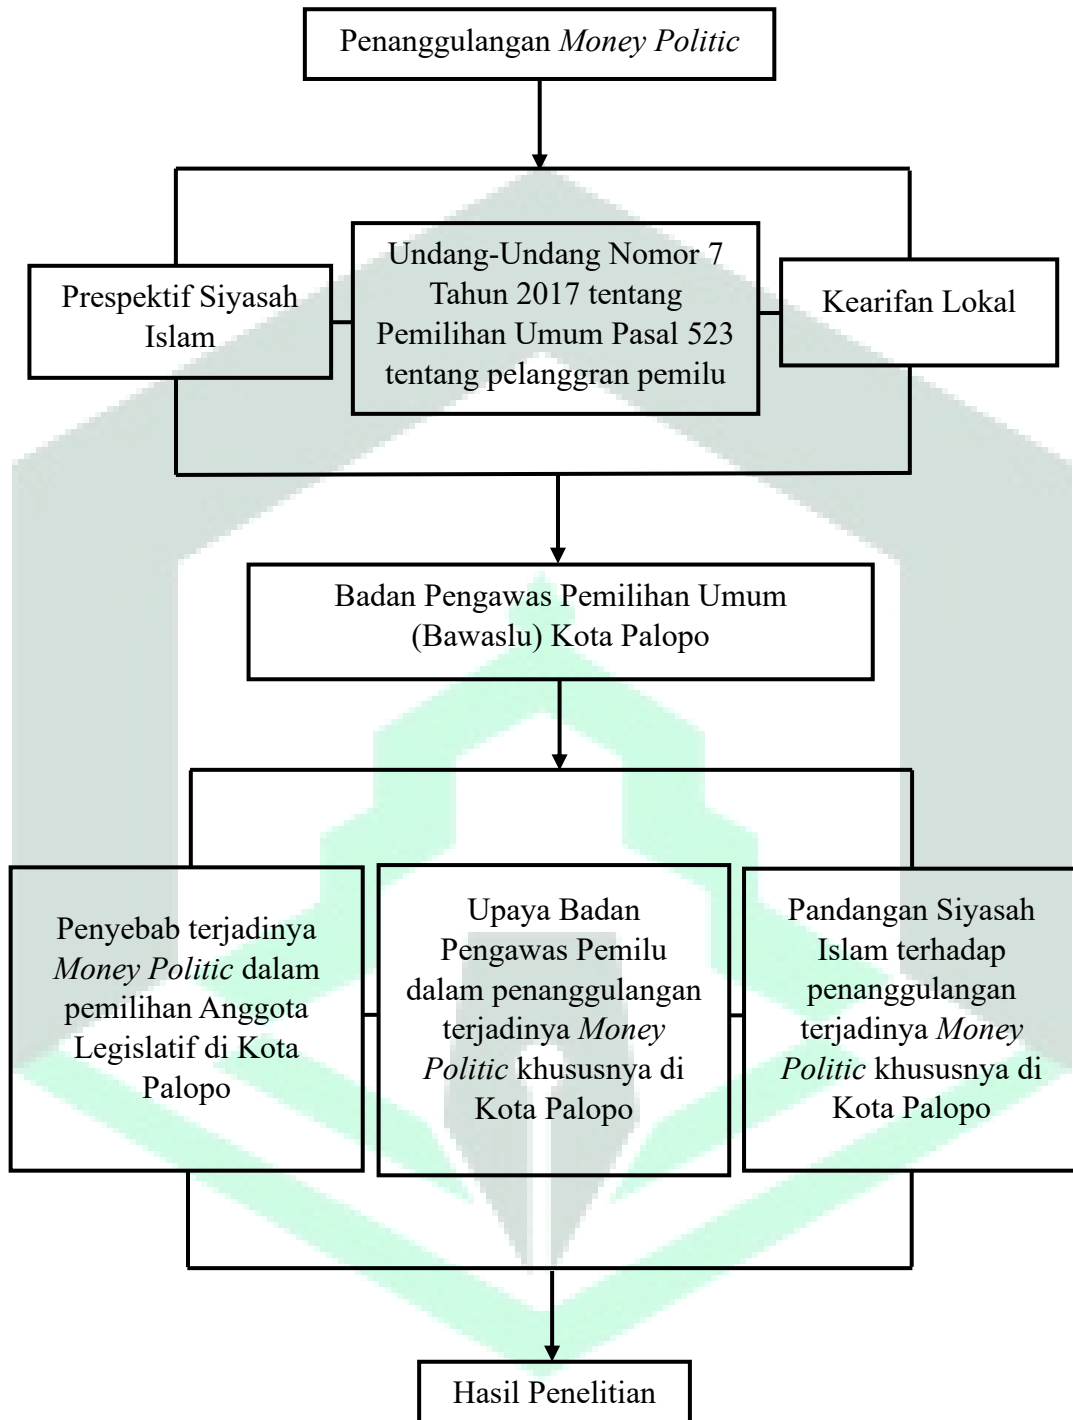 Penanggulangan Money Politic
Prespektif Siyasah
Islam
Undang-Undang Nomor 7
Tahun 2017 tentang
Pemilihan Umum Pasal 523
tentang pelanggran pemilu
Kearifan Lokal
Badan Pengawas Pemilihan Umum
(Bawaslu) Kota Palopo
Penyebab terjadinya
Money Politic dalam
pemilihan Anggota
Legislatif di Kota
Palopo
Upaya Badan
Pengawas Pemilu
dalam penanggulangan
terjadinya Money
Politic khususnya di
Kota Palopo
Pandangan Siyasah
Islam terhadap
penanggulangan
terjadinya Money
Politic khususnya di
Kota Palopo
Hasil Penelitian